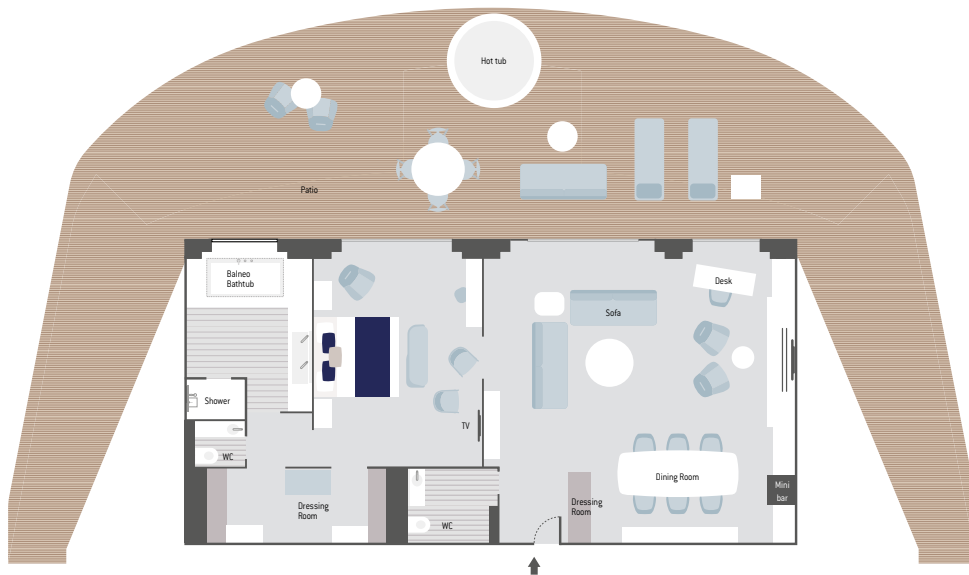 Hot tub
Patio
Balneo
Bathtub
Desk
Sofa
Shower
TV
WC
Dining Room
Mini
bar
Dressing
Room
Dressing
Room
WC